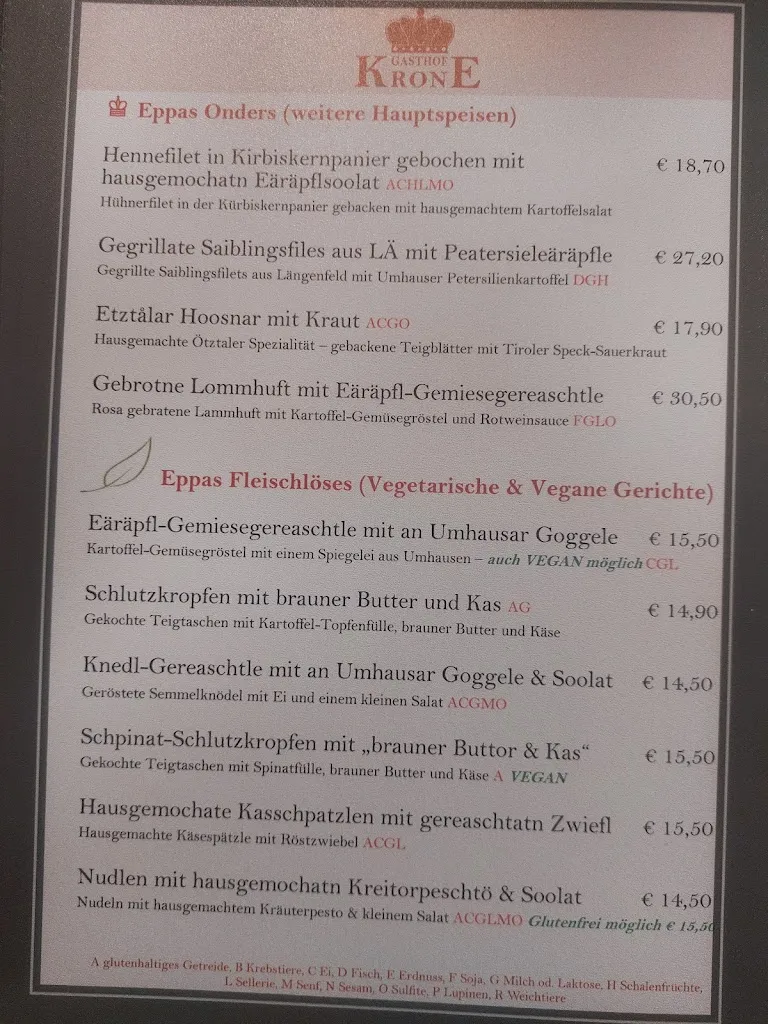 GASTHOF
KRONE
Eppas Onders (weitere Hauptspeisen)
Hennefilet in Kirbiskernpanier gebochen mit
hausgemochatn Eäräpflsoolat ACHLMO € 18,70
Hühnerfilet in der Kürbiskernpanier gebacken mit hausgemachtem Kartoffelsalat
Gegrillate Saiblingsfiles aus LÄ mit Peatersieleäräpfle € 27,20
Gegrillte Saiblingsfilets aus Längenfeld mit Umhauser Petersilienkartoffel DGH
Etztålar Hoosnar mit Kraut ACGO € 17,90
Hausgemachte Ötztaler Spezialität – gebackene Teigblätter mit Tiroler Speck-Sauerkraut
Gebrotne Lommhuft mit Eäräpfl-Gemiesegereaschtle € 30,50
Rosa gebratene Lammhuft mit Kartoffel-Gemüsegröstel und Rotweinsauce FGLO
Eppas Fleischlöses (Vegetarische & Vegane Gerichte)
Eäräpfl-Gemiesegereaschtle mit an Umhausar Goggele € 15,50
Kartoffel-Gemüsegröstel mit einem Spiegelei aus Umhausen – auch VEGAN möglich CGL
Schlutzkropfen mit brauner Butter und Kas AG € 14,90
Gekochte Teigtaschen mit Kartoffel-Topfenfülle, brauner Butter und Käse
Knedl-Gereaschtle mit an Umhausar Goggele & Soolat € 14,50
Geröstete Semmelknödel mit Ei und einem kleinen Salat ACGMO
Schpinat-Schlutzkropfen mit „brauner Buttor & Kas“ € 15,50
Gekochte Teigtaschen mit Spinatfülle, brauner Butter und Käse A VEGAN
Hausgemochate Kasschpatzlen mit gereaschtatn Zwiefl € 15,50
Hausgemachte Käsespätzle mit Röstzwiebel ACGL
Nudlen mit hausgemochatn Kreitorpeschtö & Soolat € 14,50
Nudeln mit hausgemachtem Kräuterpesto & kleinem Salat ACGLMO Glutenfrei möglich € 15,50
A glutenhaltiges Getreide, B Krebstiere, C Ei, D Fisch, E Erdnuss, F Soja, G Milch od. Laktose, H Schalenfrüchte,
L Sellerie, M Senf, N Sesam, O Sulfite, P Lupinen, R Weichtiere